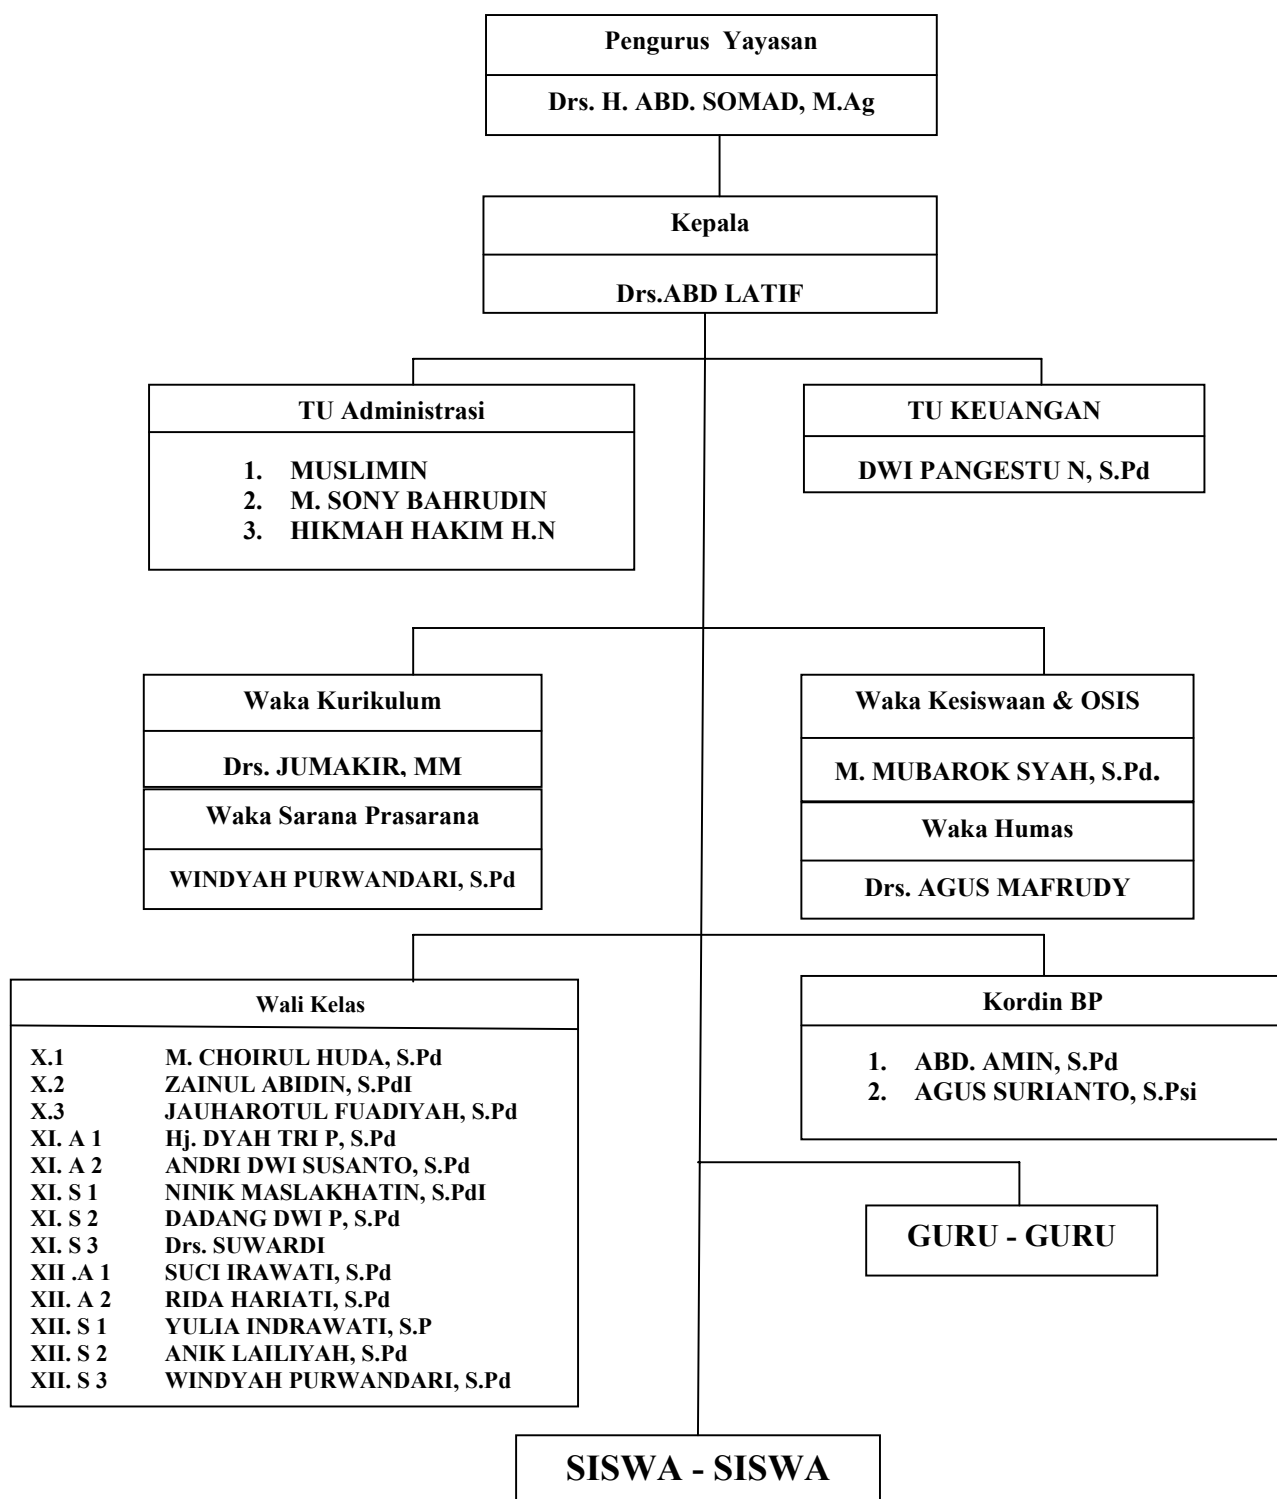 Pengurus Yayasan
Drs. H. ABD. SOMAD, M.Ag
Kepala
Drs.ABD LATIF
TU Administrasi
1. MUSLIMIN
2. M. SONY BAHRUDIN
3. HIKMAH HAKIM H.N
TU KEUANGAN
DWI PANGESTU N, S.Pd
Waka Kurikulum
Drs. JUMAKIR, MM
Waka Sarana Prasarana
WINDYAH PURWANDARI, S.Pd
Waka Kesiswaan & OSIS
M. MUBAROK SYAH, S.Pd.
Waka Humas
Drs. AGUS MAFRUDY
Wali Kelas
X.1 M. CHOIRUL HUDA, S.Pd
X.2 ZAINUL ABIDIN, S.PdI
X.3 JAUHAROTUL FUADIYAH, S.Pd
XI. A 1 Hj. DYAH TRI P, S.Pd
XI. A 2 ANDRI DWI SUSANTO, S.Pd
XI. S 1 NINIK MASLAKHATIN, S.PdI
XI. S 2 DADANG DWI P, S.Pd
XI. S 3 Drs. SUWARDI
XII .A 1 SUCI IRAWATI, S.Pd
XII. A 2 RIDA HARIATI, S.Pd
XII. S 1 YULIA INDRAWATI, S.P
XII. S 2 ANIK LAILIYAH, S.Pd
XII. S 3 WINDYAH PURWANDARI, S.Pd
Kordin BP
1. ABD. AMIN, S.Pd
2. AGUS SURIANTO, S.Psi
GURU - GURU
SISWA - SISWA